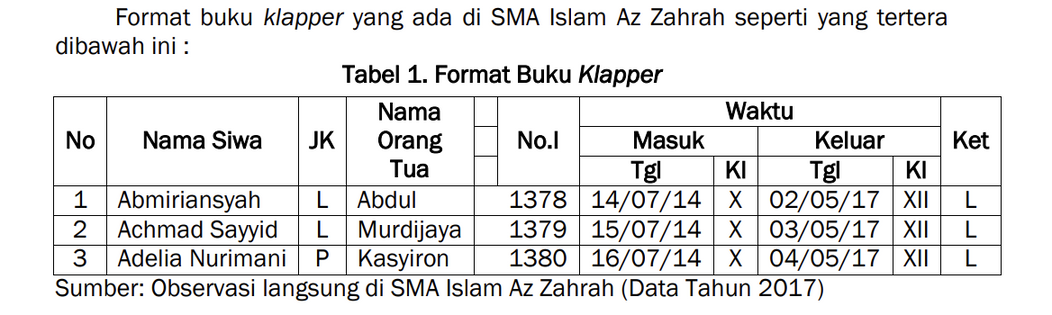 Format buku klapper yang ada di SMA Islam Az Zahrah seperti yang tertera
dibawah ini :
Tabel 1. Format Buku Klapper
No Nama Siwa JK Nama Orang Tua No.I Waktu Ket
Masuk Keluar
Tgl Kl Tgl Kl
1 Abmiriansyah L Abdul 1378 14/07/14 X 02/05/17 XII L
2 Achmad Sayyid L Murdijaya 1379 15/07/14 X 03/05/17 XII L
3 Adelia Nurimani P Kasyiron 1380 16/07/14 X 04/05/17 XII L
Sumber: Observasi langsung di SMA Islam Az Zahrah (Data Tahun 2017)